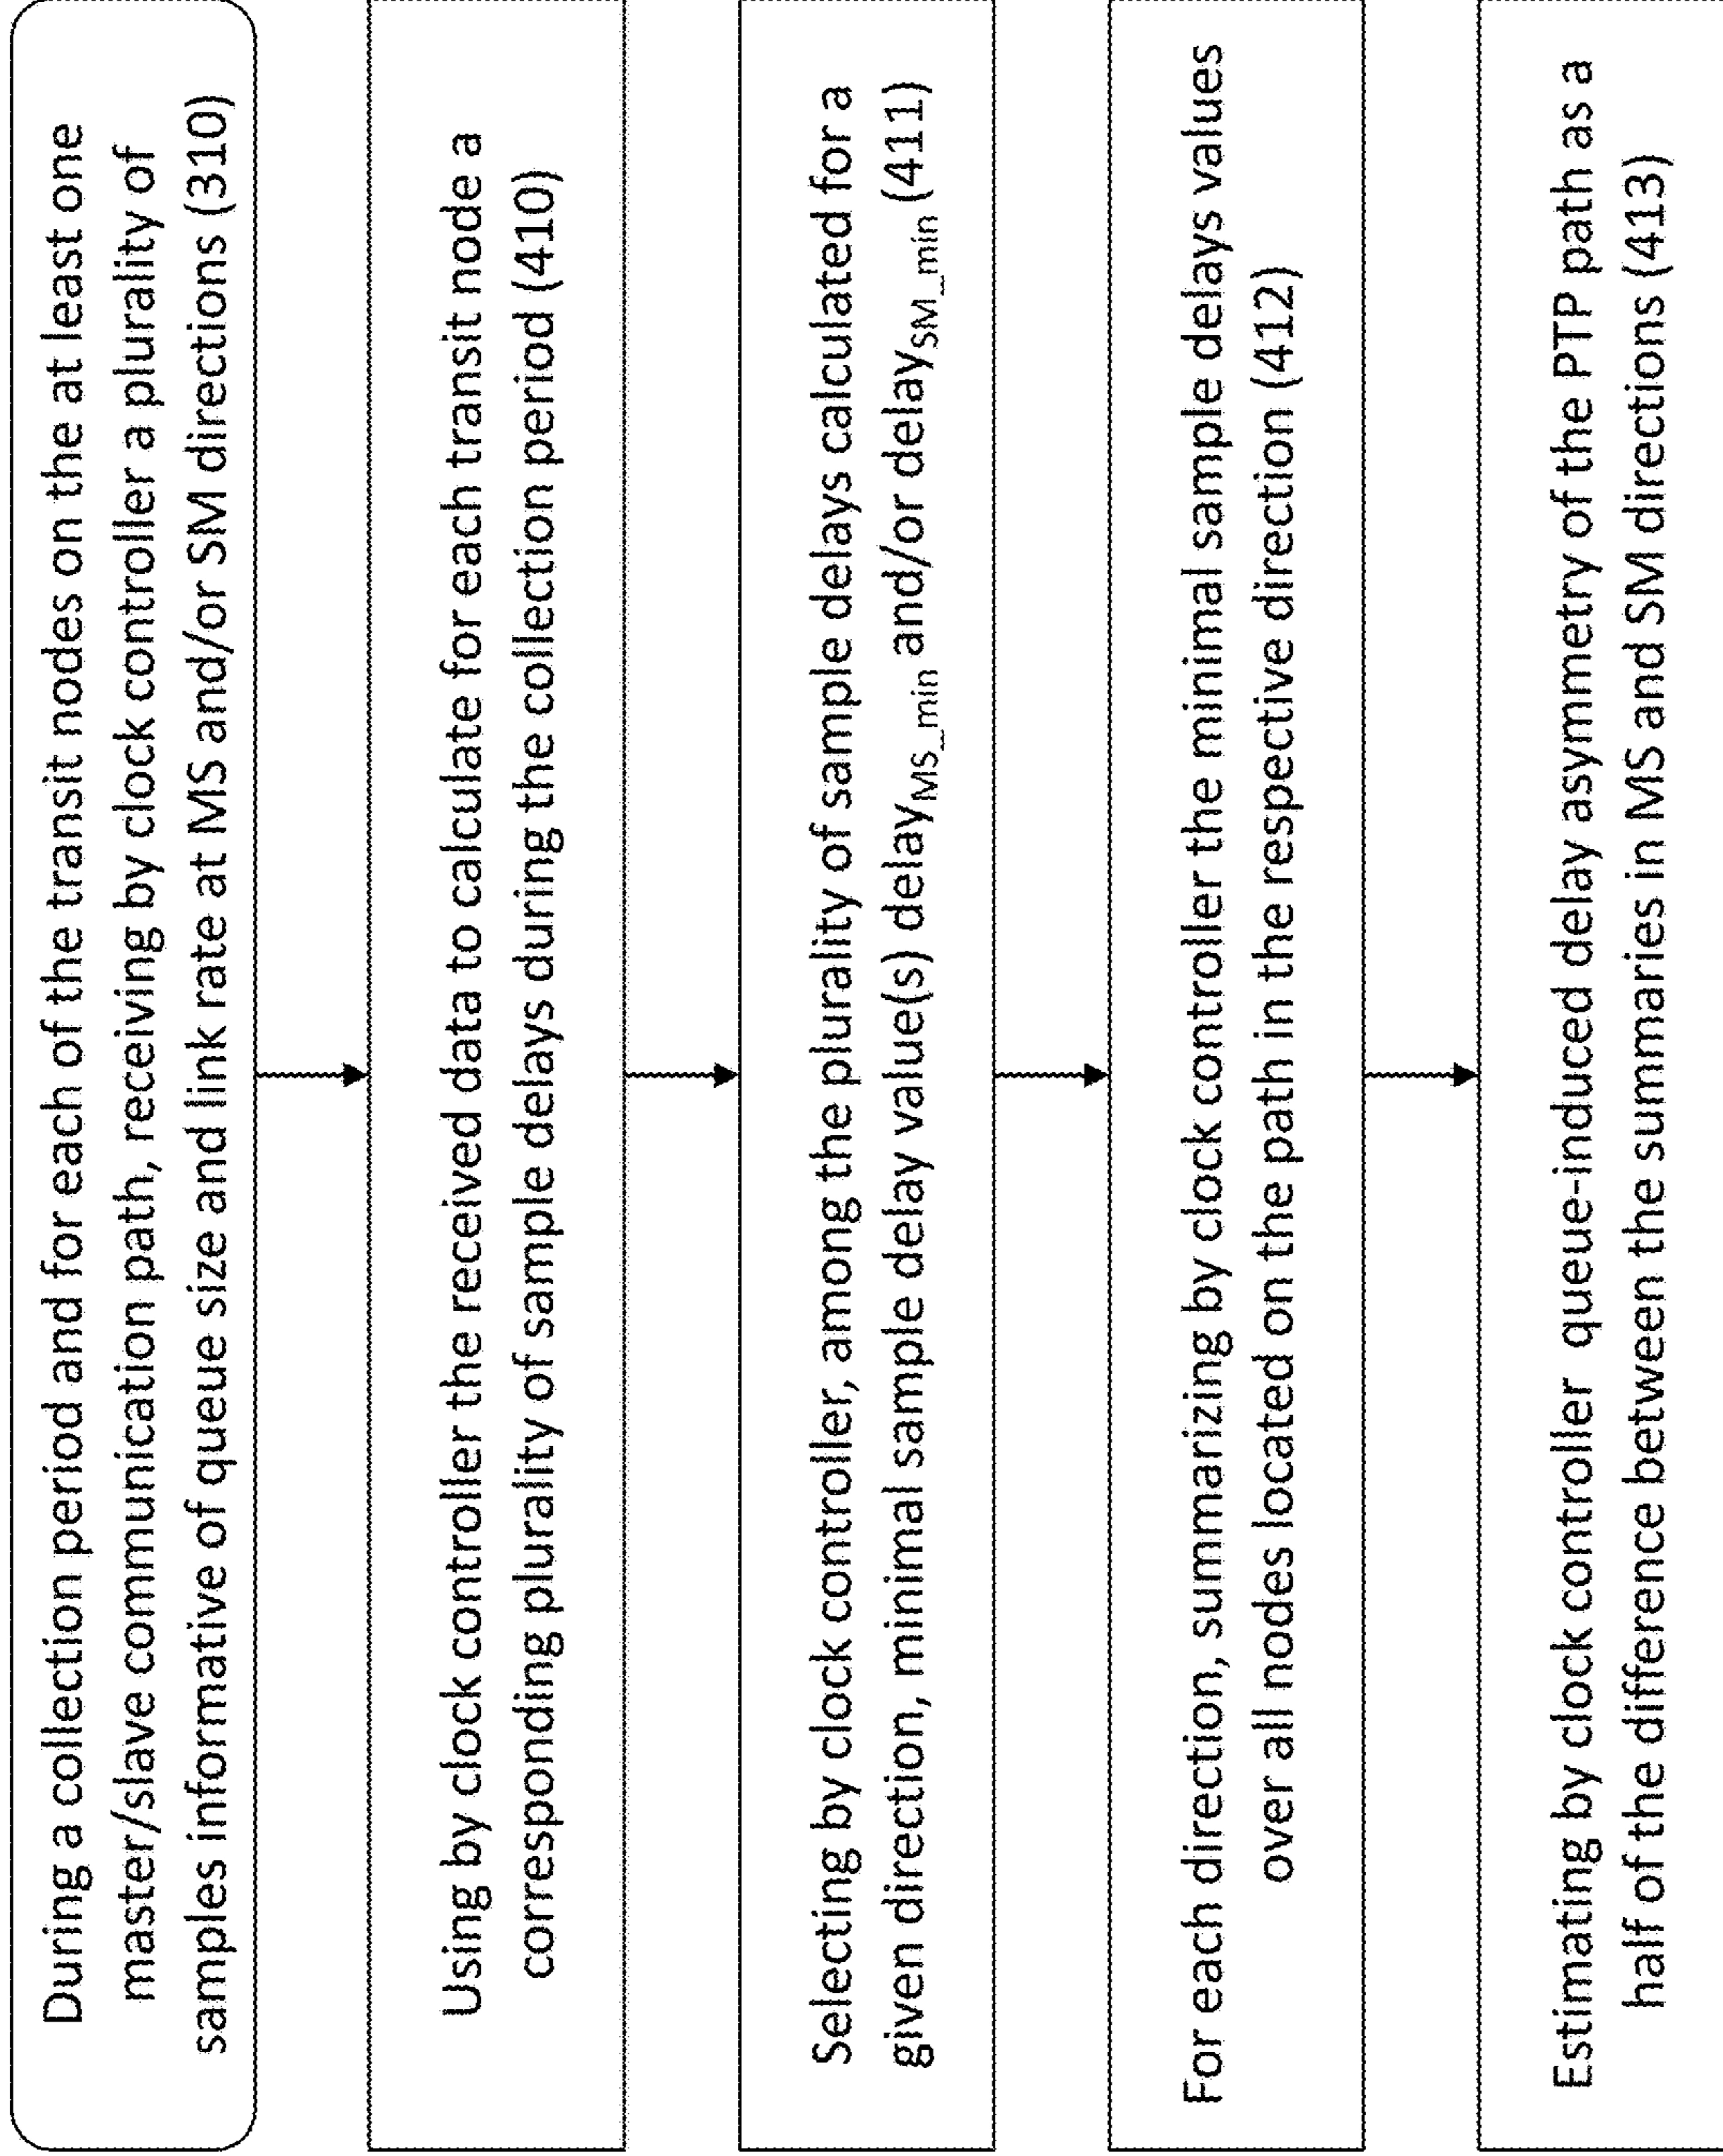 During a collection period and for each of the transit nodes on the at least one
master/slave communication path, receiving by clock controller a plurality of
samples informative of queue size and link rate at MS and/or SM directions (310)
Using by clock controller the received data to calculate for each transit node a
corresponding plurality of sample delays during the collection period (410)
Selecting by clock controller, among the plurality of sample delays calculated for a
given direction, minimal sample delay value(s) delayMS_min and/or delaySM_min (411)
For each direction, summarizing by clock controller the minimal sample delays values
over all nodes located on the path in the respective direction (412)
Estimating by clock controller queue-induced delay asymmetry of the PTP path as a
half of the difference between the summaries in MS and SM directions (413)